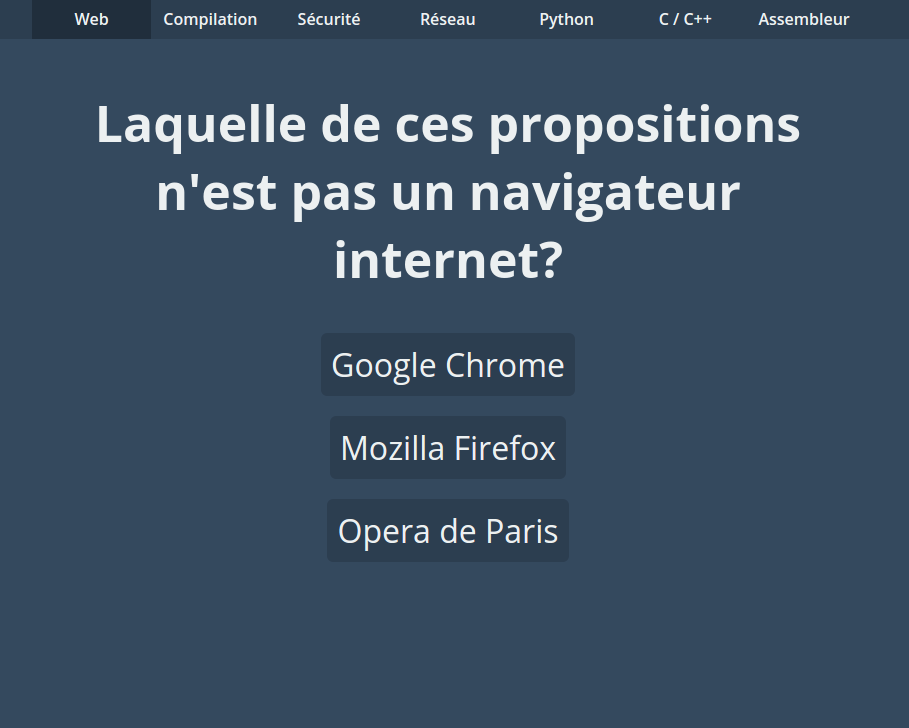 Web Compilation Sécurité Réseau Python C / C++ Assembleur
Laquelle de ces propositions
n'est pas un navigateur
internet?
Google Chrome
Mozilla Firefox
Opera de Paris